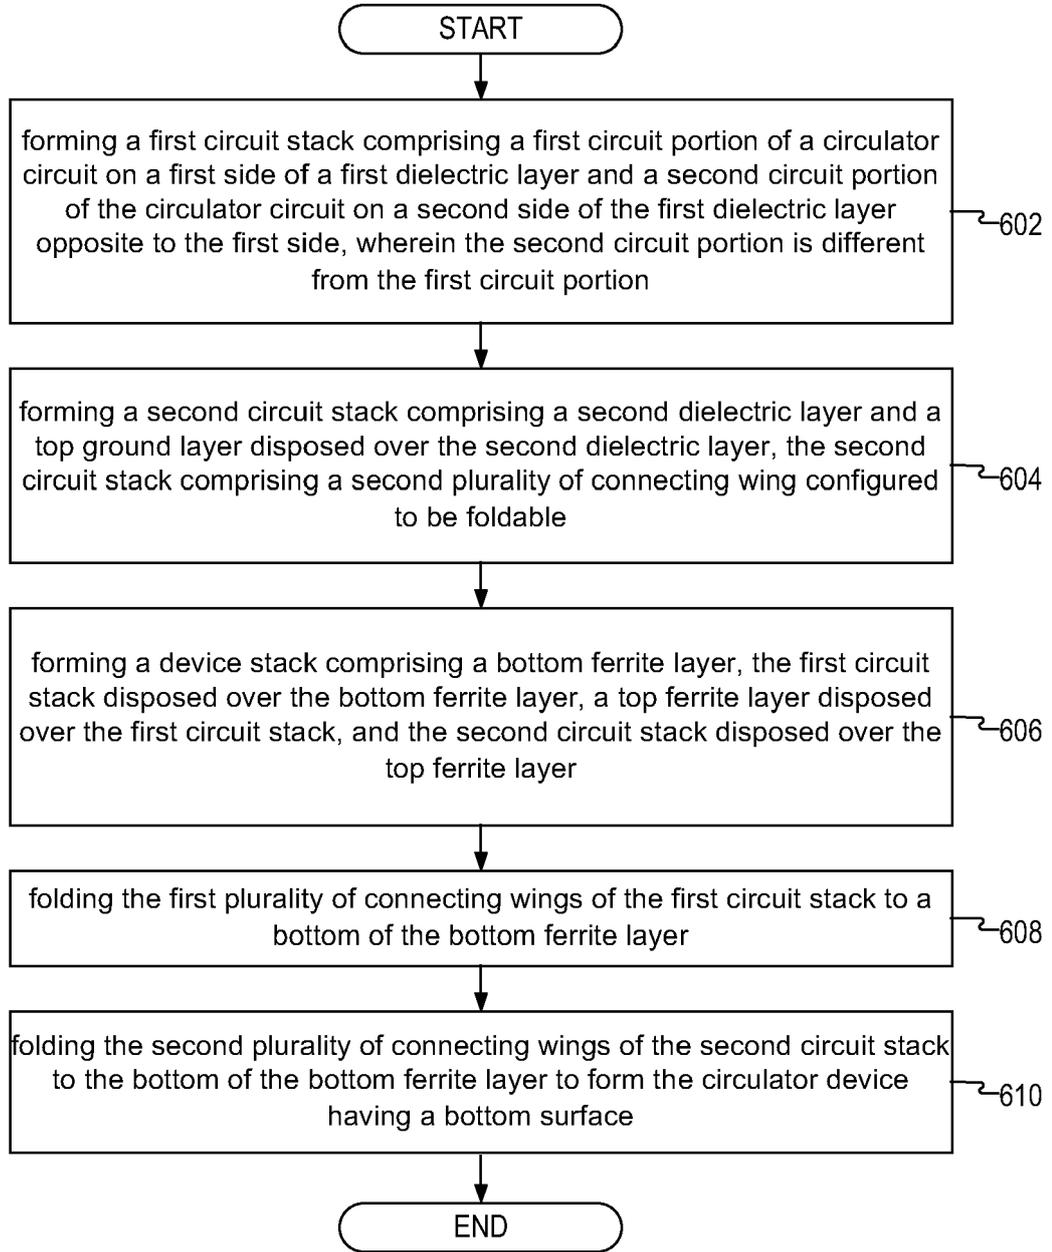 START
forming a first circuit stack comprising a first circuit portion of a circulator
circuit on a first side of a first dielectric layer and a second circuit portion
of the circulator circuit on a second side of the first dielectric layer
opposite to the first side, wherein the second circuit portion is different
from the first circuit portion
602
forming a second circuit stack comprising a second dielectric layer and a
top ground layer disposed over the second dielectric layer, the second
circuit stack comprising a second plurality of connecting wing configured
to be foldable
604
forming a device stack comprising a bottom ferrite layer, the first circuit
stack disposed over the bottom ferrite layer, a top ferrite layer disposed
over the first circuit stack, and the second circuit stack disposed over the
top ferrite layer
606
folding the first plurality of connecting wings of the first circuit stack to a
bottom of the bottom ferrite layer
608
folding the second plurality of connecting wings of the second circuit stack
to the bottom of the bottom ferrite layer to form the circulator device
having a bottom surface
610
END